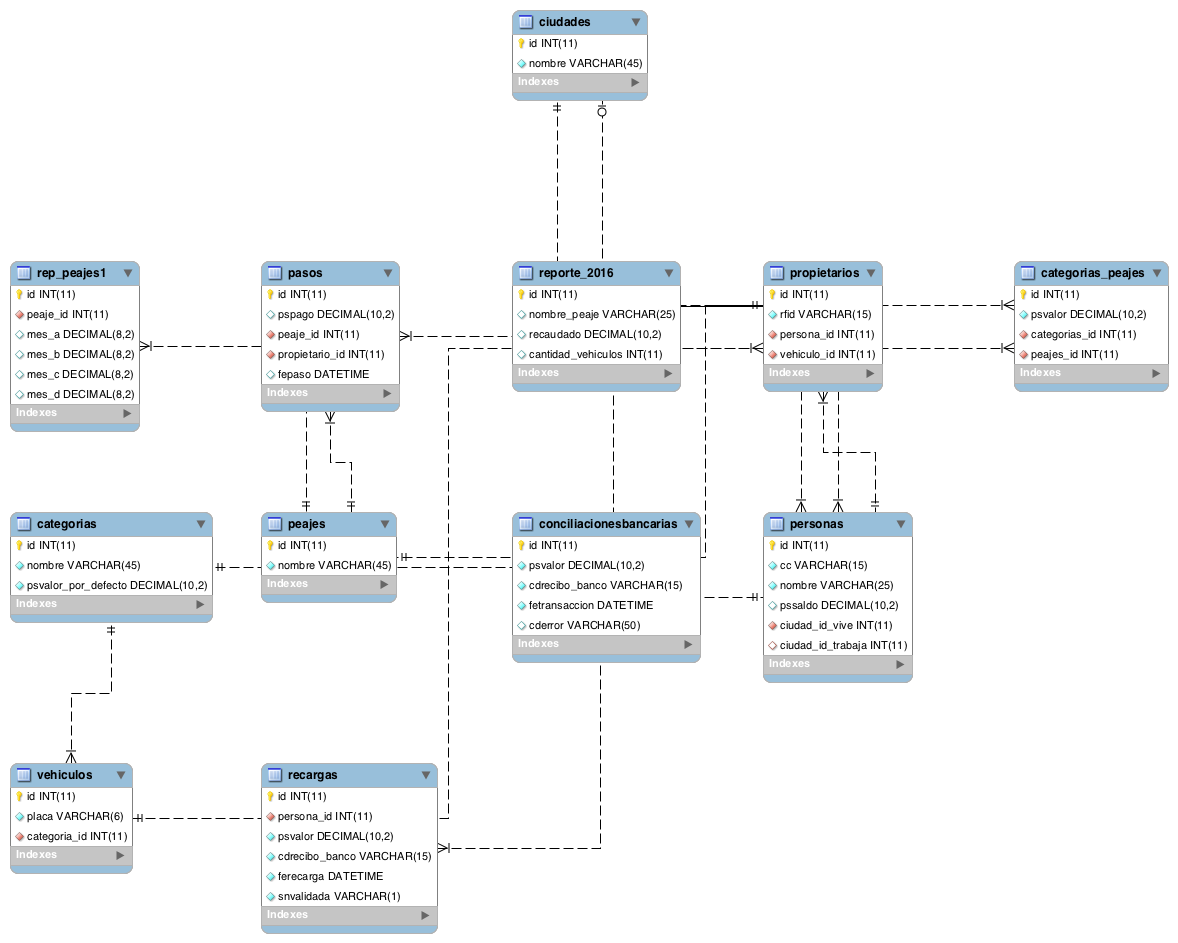 ciudades
id INT(11)
nombre VARCHAR(45)
Indexes
rep_peajes1
id INT(11)
peaje_id INT(11)
mes_a DECIMAL(8,2)
mes_b DECIMAL(8,2)
mes_c DECIMAL(8,2)
mes_d DECIMAL(8,2)
Indexes
pasos
id INT(11)
pspago DECIMAL(10,2)
peaje_id INT(11)
propietario_id INT(11)
fepaso DATETIME
Indexes
reporte_2016
id INT(11)
nombre_peaje VARCHAR(25)
recaudado DECIMAL(10,2)
cantidad_vehiculos INT(11)
Indexes
propietarios
id INT(11)
rfid VARCHAR(15)
persona_id INT(11)
vehiculo_id INT(11)
Indexes
categorias_peajes
id INT(11)
psvalor DECIMAL(10,2)
categorias_id INT(11)
peajes_id INT(11)
Indexes
categorias
id INT(11)
nombre VARCHAR(45)
psvalor_por_defecto DECIMAL(10,2)
Indexes
peajes
id INT(11)
nombre VARCHAR(45)
Indexes
conciliacionesbancarias
id INT(11)
psvalor DECIMAL(10,2)
cdrecibo_banco VARCHAR(15)
fetransaccion DATETIME
cderror VARCHAR(50)
Indexes
personas
id INT(11)
cc VARCHAR(15)
nombre VARCHAR(25)
pssaldo DECIMAL(10,2)
ciudad_id_vive INT(11)
ciudad_id_trabaja INT(11)
Indexes
vehiculos
id INT(11)
placa VARCHAR(6)
categoria_id INT(11)
Indexes
recargas
id INT(11)
persona_id INT(11)
psvalor DECIMAL(10,2)
cdrecibo_banco VARCHAR(15)
ferecarga DATETIME
snvalidada VARCHAR(1)
Indexes